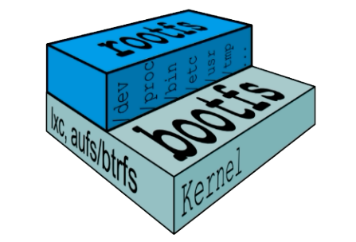 rootfs
/dev
/proc
/bin
/etc
/usr
/tmp
...
lxc, aufs/btrfs
bootfs
Kernel